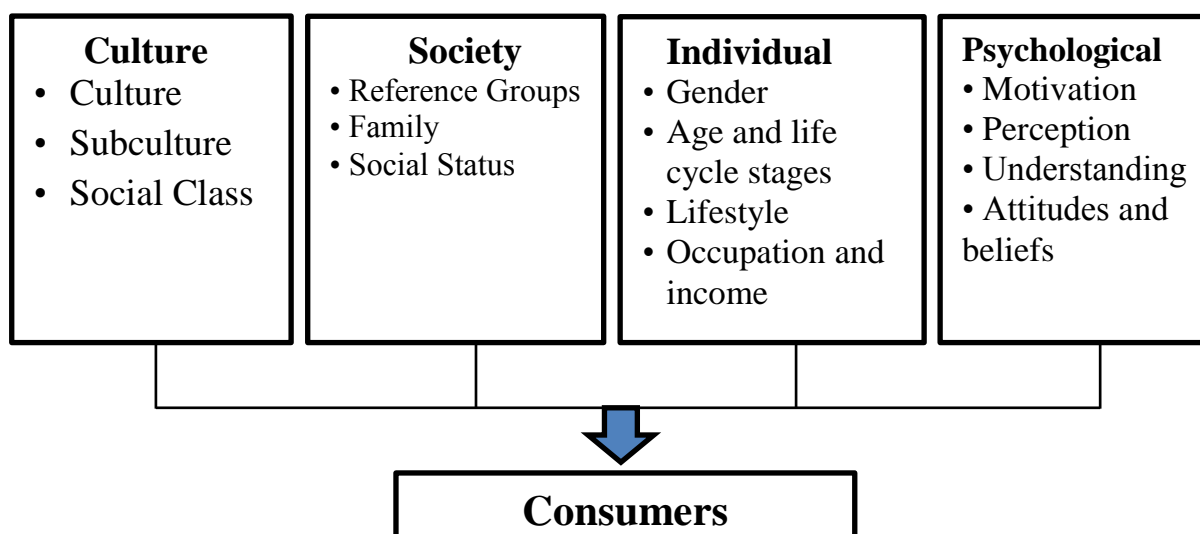 Culture
• Culture
• Subculture
• Social Class
Society
• Reference Groups
• Family
• Social Status
Individual
• Gender
• Age and life
cycle stages
• Lifestyle
• Occupation and
income
Psychological
• Motivation
• Perception
• Understanding
• Attitudes and
beliefs
Consumers